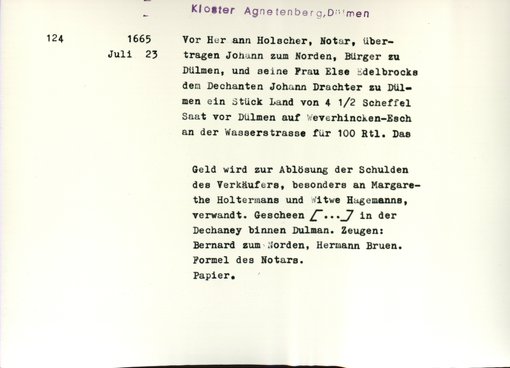 Kloster Agnetenberg, Dülmen
124 1665 Vor Her ann Holscher, Notar, über-
Juli 23 tragen Johann zum Norden, Bürger zu
Dülmen, und seine Frau Else Edelbrocks
dem Dechanten Johann Drachter zu Dül-
men ein Stück Land von 4 1/2 Scheffel
Saat vor Dülmen auf Weverhincken-Esch
an der Wasserstrasse für 100 Rtl. Das
Geld wird zur Ablösung der Schulden
des Verkäufers, besonders an Margare-
the Holtermans und Witwe Hagemanns,
verwandt. Gescheen [...] in der
Dechaney binnen Dulman. Zeugen:
Bernard zum Norden, Hermann Bruen.
Formel des Notars.
Papier.